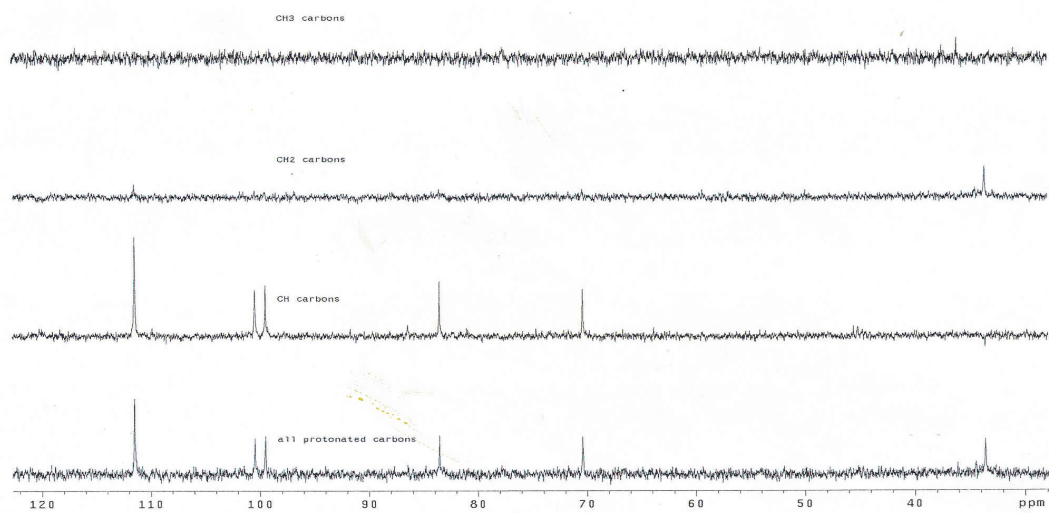 CH3 carbons
CH2 carbons
CH carbons
all protonated carbons
120 110 100 90 80 70 60 50 40 ppm